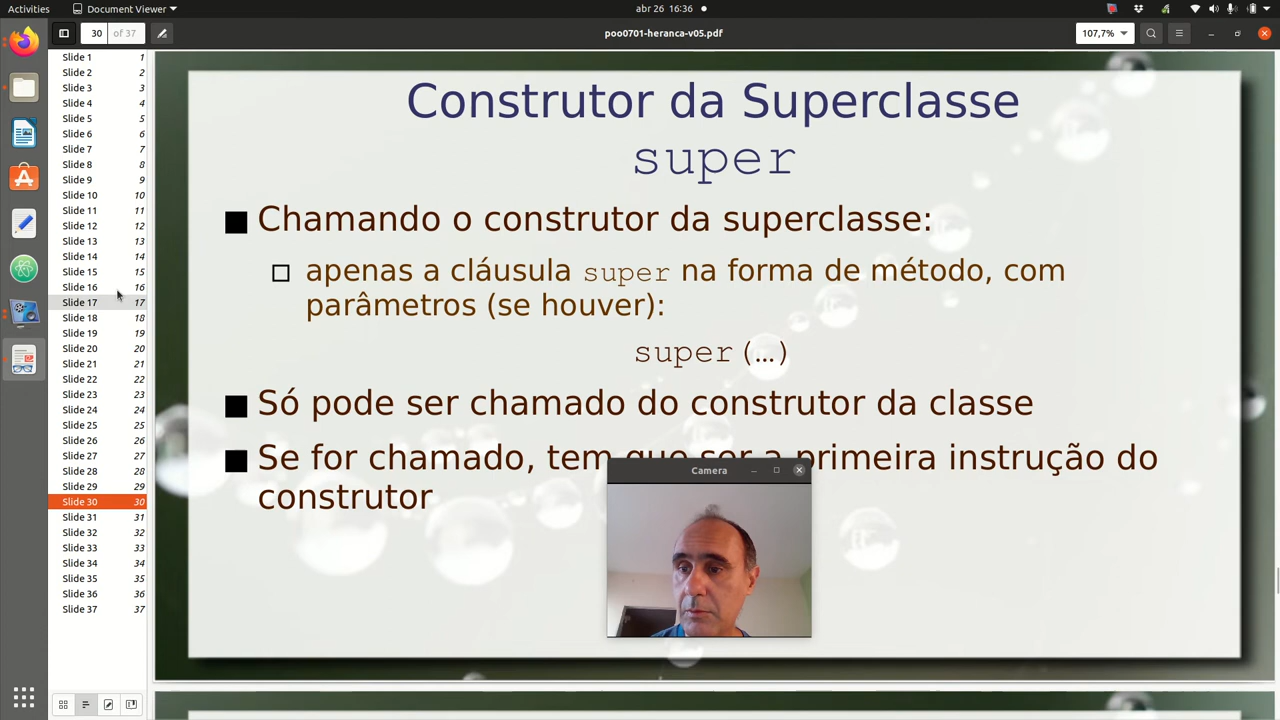 Activities
Document Viewer
abr 26 16:36
30 of 37
poo0701-heranca-v05.pdf
107,7%
Slide 1 1
Slide 2 2
Slide 3 3
Slide 4 4
Slide 5 5
Slide 6 6
Slide 7 7
Slide 8 8
Slide 9 9
Slide 10 10
Slide 11 11
Slide 12 12
Slide 13 13
Slide 14 14
Slide 15 15
Slide 16 16
Slide 17 17
Slide 18 18
Slide 19 19
Slide 20 20
Slide 21 21
Slide 22 22
Slide 23 23
Slide 24 24
Slide 25 25
Slide 26 26
Slide 27 27
Slide 28 28
Slide 29 29
Slide 30 30
Slide 31 31
Slide 32 32
Slide 33 33
Slide 34 34
Slide 35 35
Slide 36 36
Slide 37 37
Construtor da Superclasse
super
Chamando o construtor da superclasse:
apenas a cláusula super na forma de método, com
parâmetros (se houver):
super(…)
Só pode ser chamado do construtor da classe
Se for chamado, tem que ser a primeira instrução do
construtor
Camera